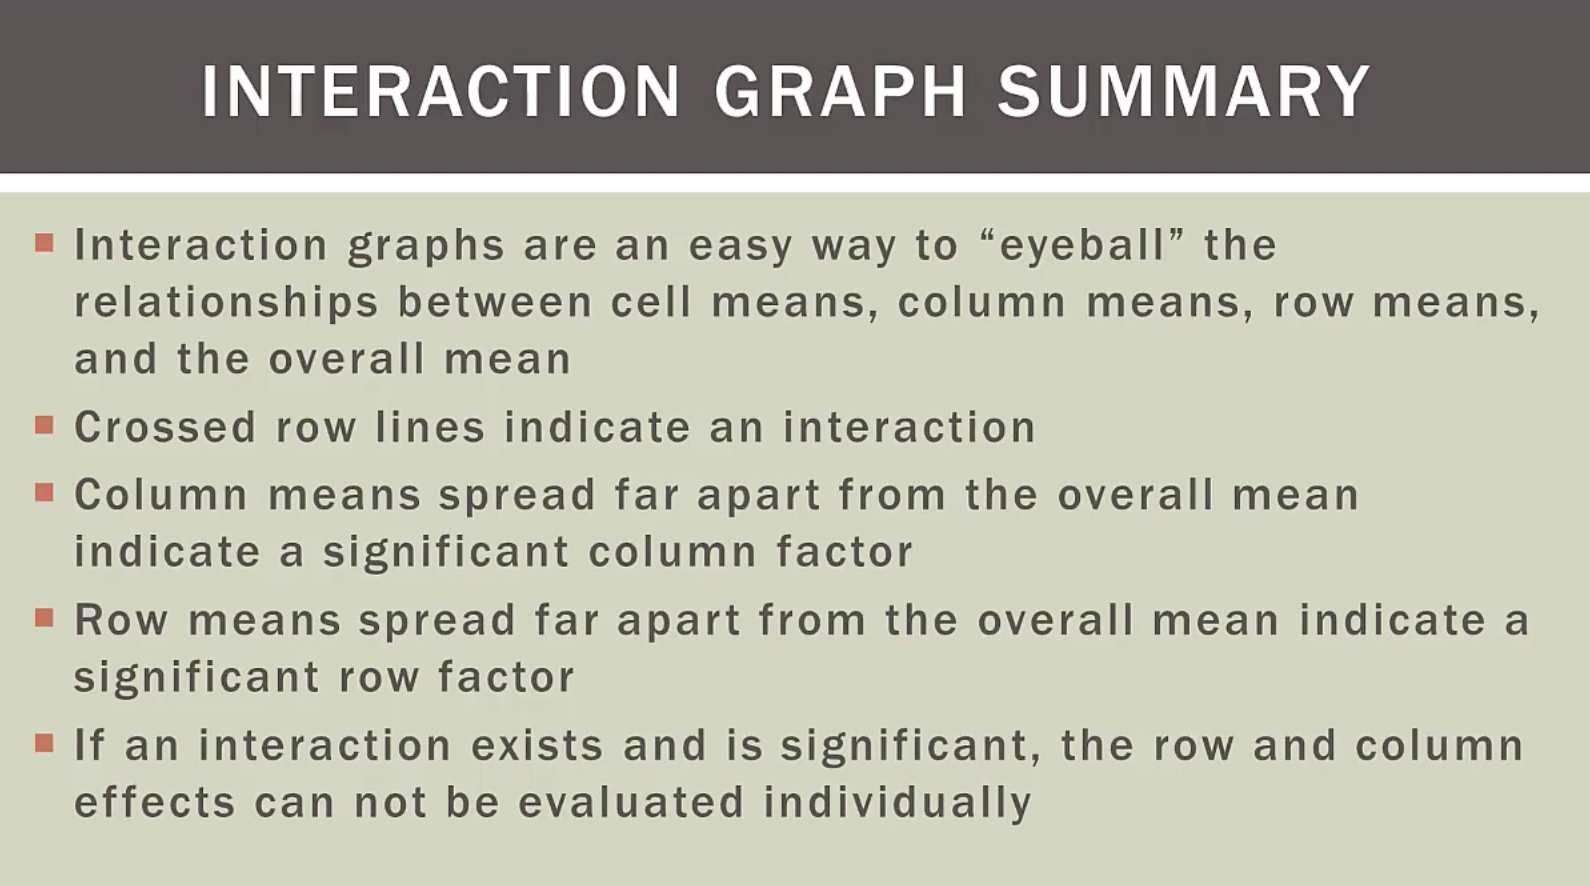 INTERACTION GRAPH SUMMARY
Interaction graphs are an easy way to “eyeball” the
relationships between cell means, column means, row means,
and the overall mean
Crossed row lines indicate an interaction
Column means spread far apart from the overall mean
indicate a significant column factor
Row means spread far apart from the overall mean indicate a
significant row factor
If an interaction exists and is significant, the row and column
effects can not be evaluated individually